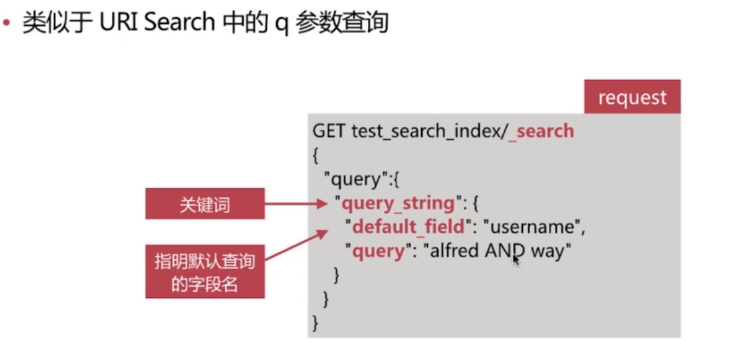 • 类似于 URI Search 中的 q 参数查询
request
GET test_search_index/_search
{
"query":{
关键词
"query_string": {
"default_field": "username",
指明默认查询
的字段名
"query": "alfred AND way"
}
}
}